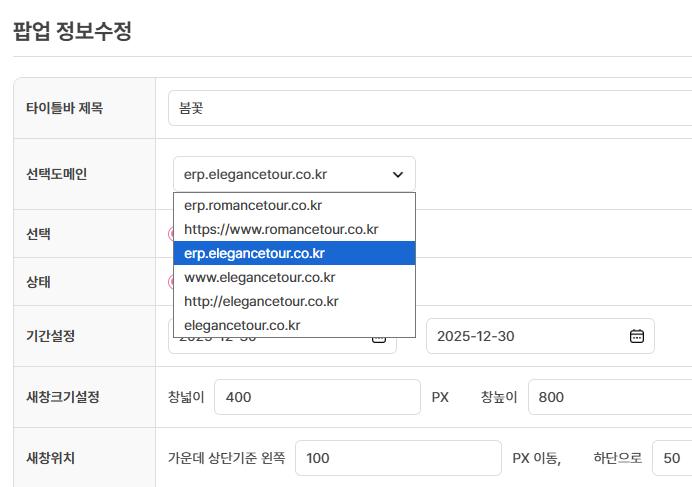 팝업 정보수정
타이틀바 제목
봄꽃
선택도메인
erp.elegancetour.co.kr
erp.romancetour.co.kr
https://www.romancetour.co.kr
erp.elegancetour.co.kr
www.elegancetour.co.kr
http://elegancetour.co.kr
elegancetour.co.kr
선택
상태
기간설정
2025-12-30
새창크기설정 창넓이 400 PX 창높이 800
새창위치 가운데 상단기준 왼쪽 100 PX 이동, 하단으로 50